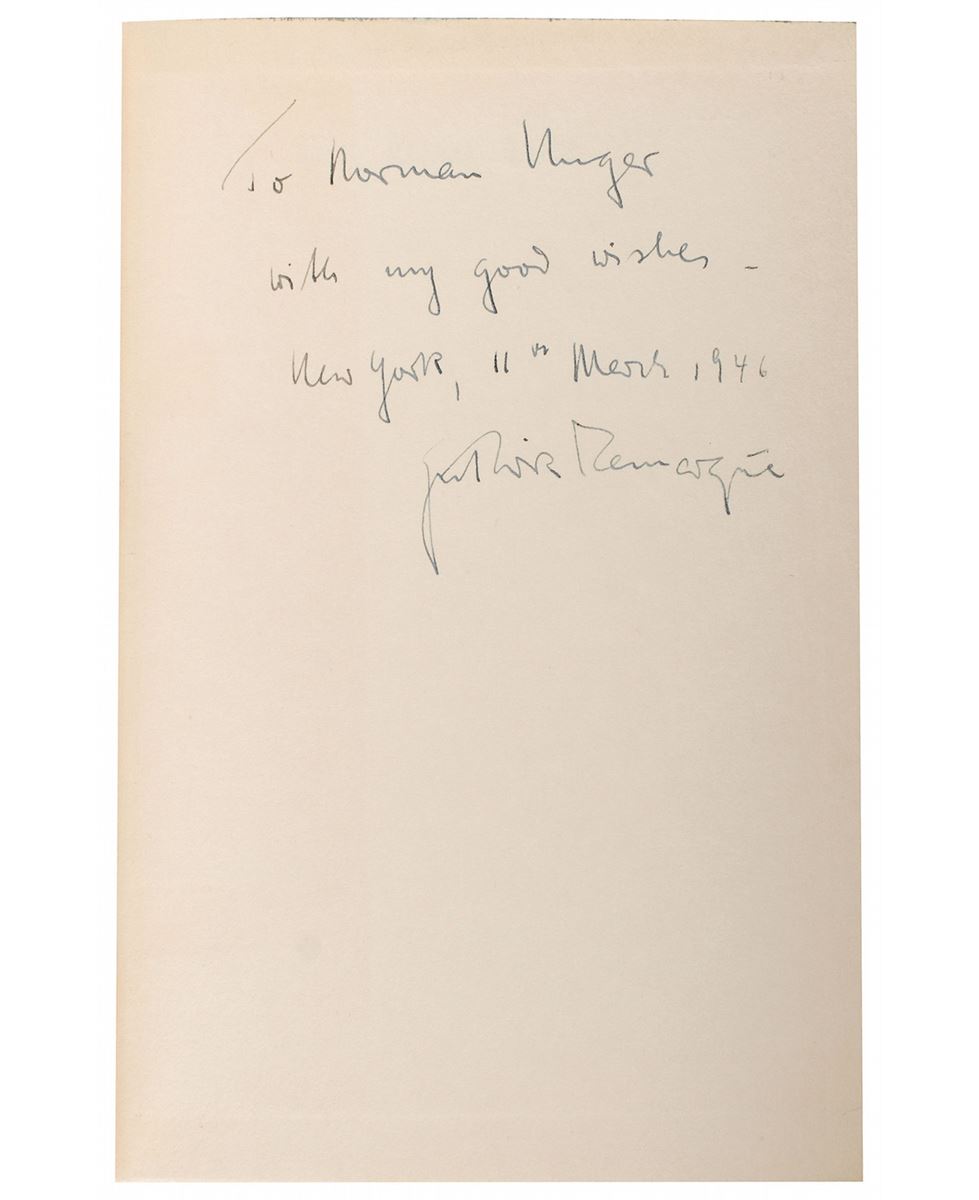 To Norman Unger
with my good wishes –
New York, 11th March 1946
Erich Maria Remarque